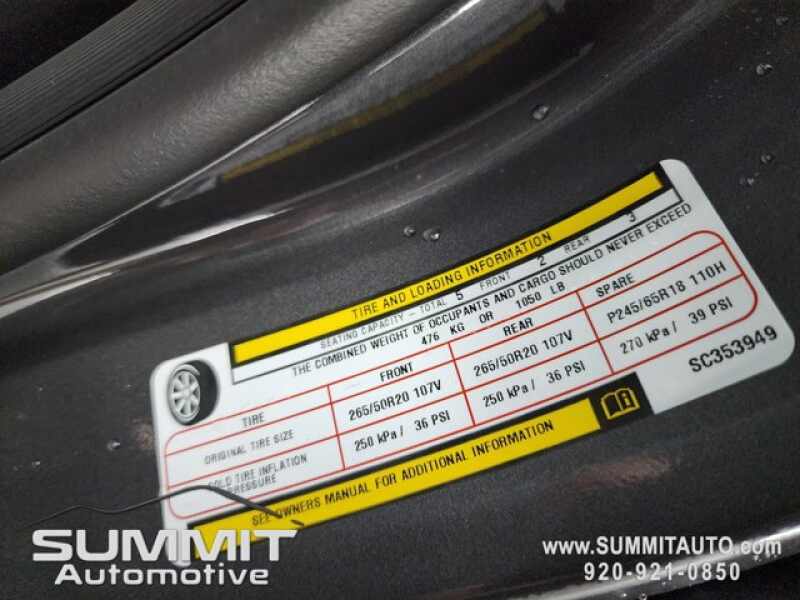 TIRE AND LOADING INFORMATION
SEATING CAPACITY - TOTAL 5 FRONT 2 REAR 3
THE COMBINED WEIGHT OF OCCUPANTS AND CARGO SHOULD NEVER EXCEED
476 KG OR 1050 LB
TIRE FRONT REAR SPARE
ORIGINAL TIRE SIZE 265/50R20 107V 265/50R20 107V P245/65R18 110H
COLD TIRE INFLATION PRESSURE 250 kPa / 36 PSI 250 kPa / 36 PSI 270 kPa / 39 PSI
SEE OWNERS MANUAL FOR ADDITIONAL INFORMATION
SC353949
SUMMIT
Automotive
www.SUMMITAUTO.com
920-921-0850